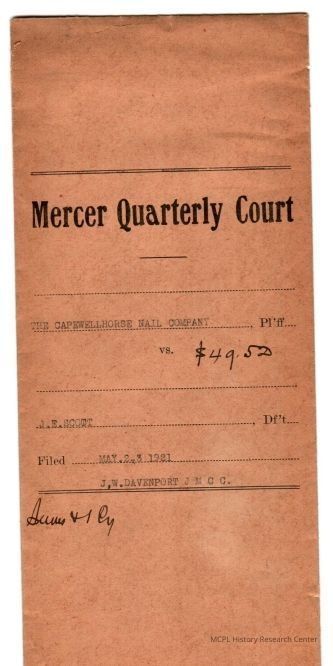 Mercer Quarterly Court
THE CAPEWELLHORSE NAIL COMPANY, Pl'ff
vs. $49.50
J.E.SCOTT, Df't
Filed MAY.2.3 1921
J,W.DAVENPORT J M C C.
MCPL History Research Center